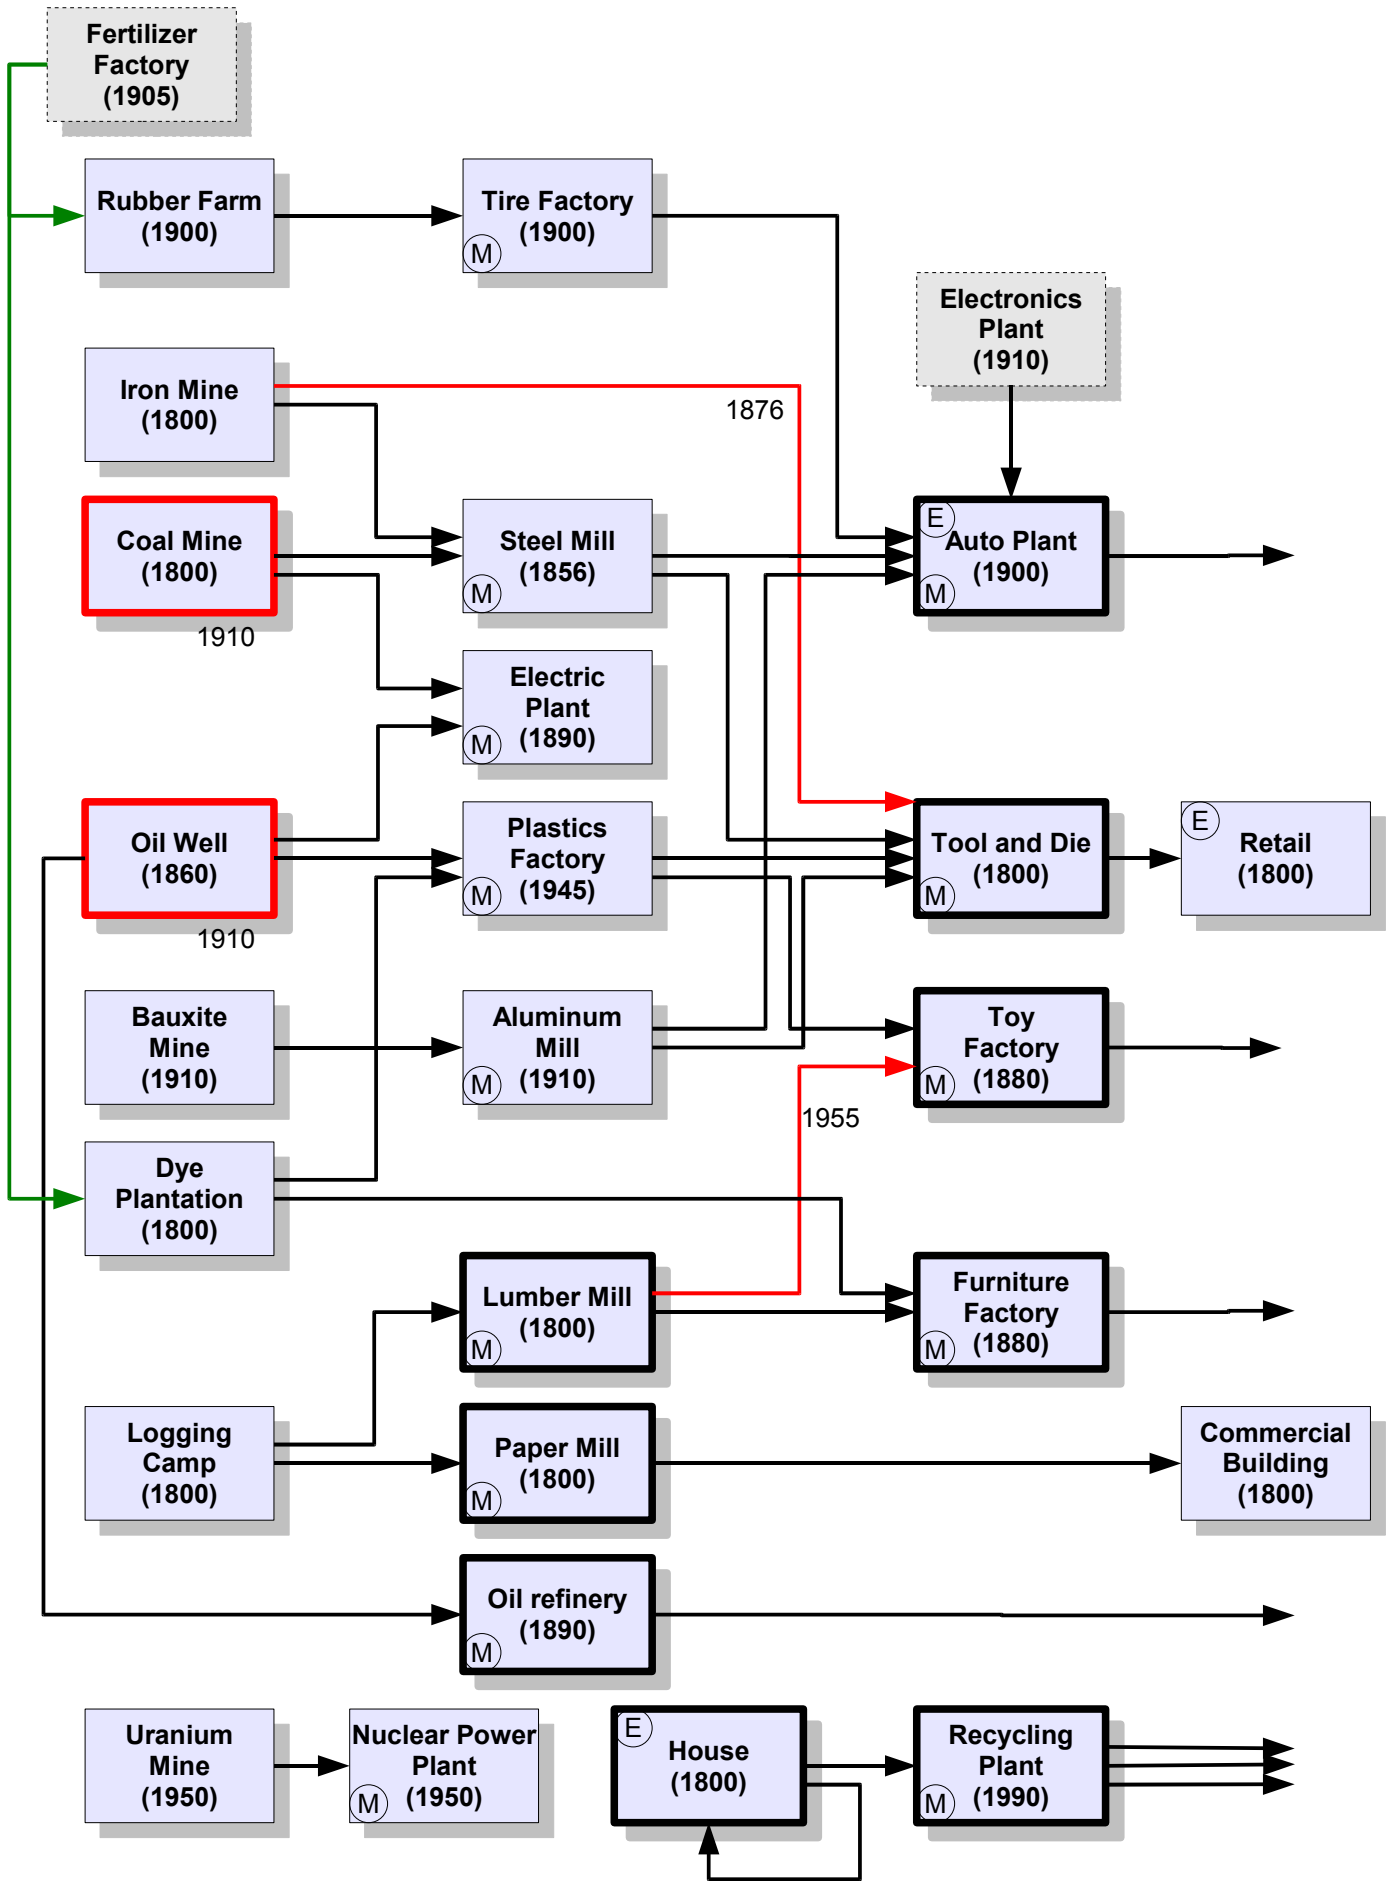 Fertilizer
Factory
(1905)
Rubber Farm
(1900)
Tire Factory
(1900)
M
Electronics
Plant
(1910)
Iron Mine
(1800)
1876
Coal Mine
(1800)
1910
Steel Mill
(1856)
M
E
Auto Plant
(1900)
M
Electric
Plant
(1890)
M
Oil Well
(1860)
1910
Plastics
Factory
(1945)
M
Tool and Die
(1800)
M
E
Retail
(1800)
Bauxite
Mine
(1910)
Aluminum
Mill
(1910)
M
Toy
Factory
(1880)
M
1955
Dye
Plantation
(1800)
Lumber Mill
(1800)
M
Furniture
Factory
(1880)
M
Logging
Camp
(1800)
Paper Mill
(1800)
M
Commercial
Building
(1800)
Oil refinery
(1890)
M
Uranium
Mine
(1950)
Nuclear Power
Plant
(1950)
M
E
House
(1800)
Recycling
Plant
(1990)
M